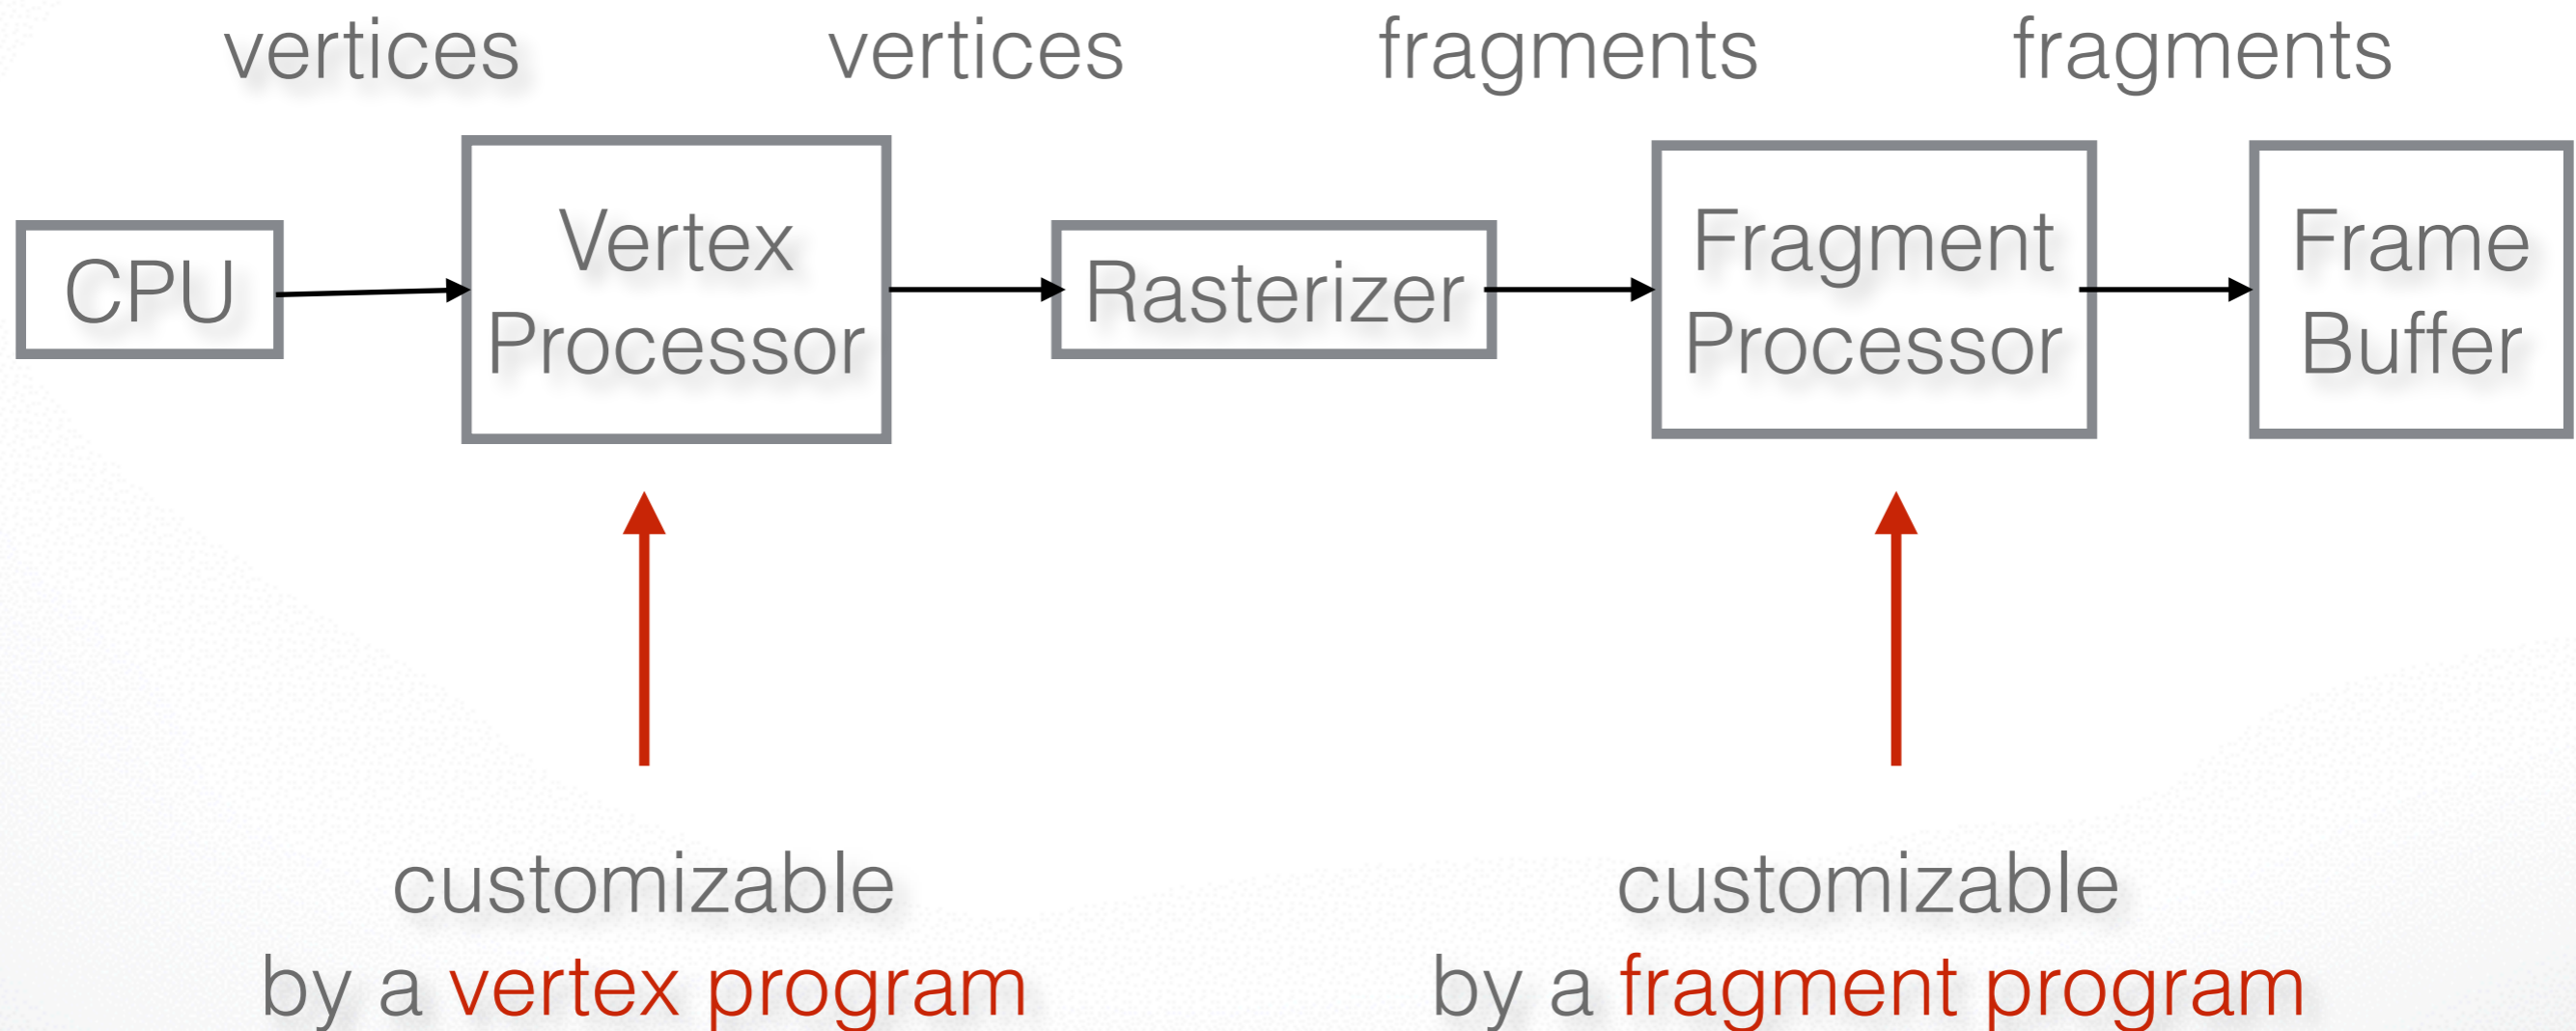 vertices
vertices
fragments
fragments
CPU
Vertex
Processor
Rasterizer
Fragment
Processor
Frame
Buffer
customizable
by a vertex program
customizable
by a fragment program